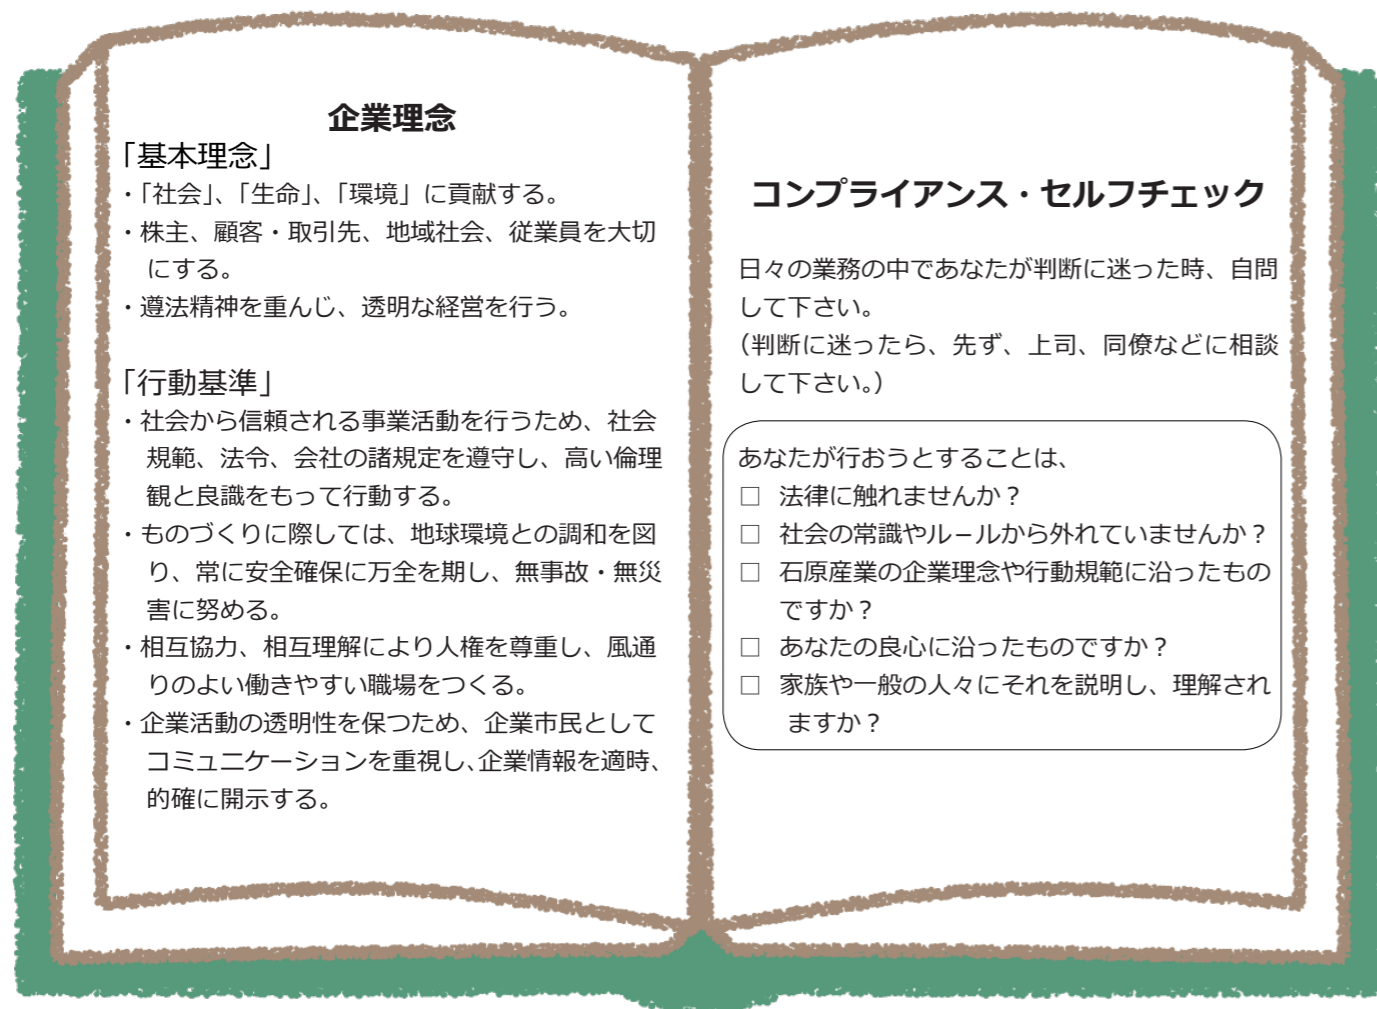 企業理念
「基本理念」
・「社会」、「生命」、「環境」に貢献する。
・株主、顧客・取引先、地域社会、従業員を大切
にする。
・遵法精神を重んじ、透明な経営を行う。
「行動基準」
・社会から信頼される事業活動を行うため、社会
規範、法令、会社の諸規定を遵守し、高い倫理
観と良識をもって行動する。
・ものづくりに際しては、地球環境との調和を図
り、常に安全確保に万全を期し、無事故・無災
害に努める。
・相互協力、相互理解により人権を尊重し、風通
りのよい働きやすい職場をつくる。
・企業活動の透明性を保つため、企業市民として
コミュニケーションを重視し、企業情報を適時、
的確に開示する。
コンプライアンス・セルフチェック
日々の業務の中であなたが判断に迷った時、自問
して下さい。
（判断に迷ったら、先ず、上司、同僚などに相談
して下さい。）
あなたが行おうとすることは、
□ 法律に触れませんか？
□ 社会の常識やル－ルから外れていませんか？
□ 石原産業の企業理念や行動規範に沿ったもの
ですか？
□ あなたの良心に沿ったものですか？
□ 家族や一般の人々にそれを説明し、理解され
ますか？